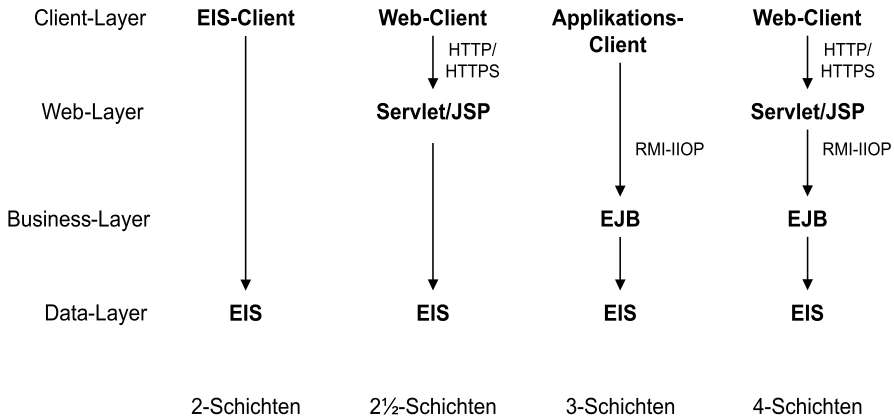 Client-Layer EIS-Client Web-Client Applikations- Web-Client
Client
HTTP/ HTTP/
HTTPS HTTPS
Web-Layer Servlet/JSP Servlet/JSP
RMI-IIOP RMI-IIOP
Business-Layer EJB EJB
Data-Layer EIS EIS EIS EIS
2-Schichten 2½-Schichten 3-Schichten 4-Schichten